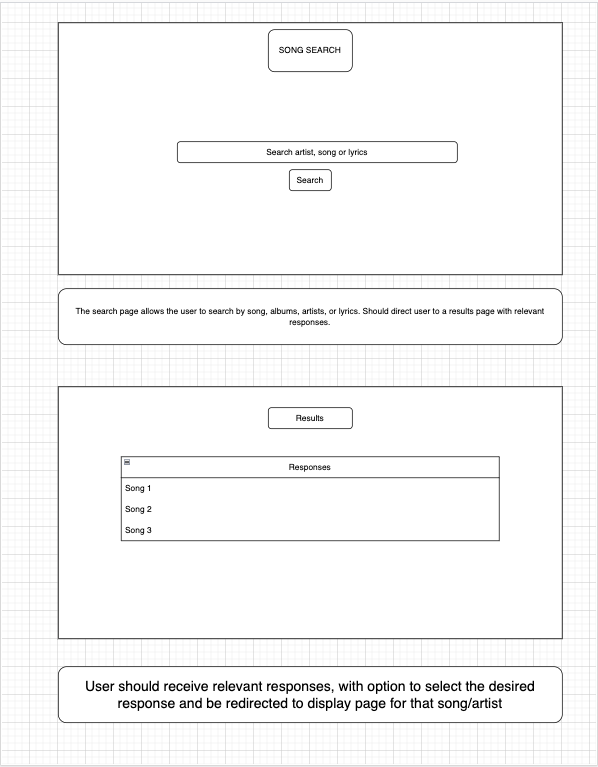 SONG SEARCH
Search artist, song or lyrics
Search
The search page allows the user to search by song, albums, artists, or lyrics. Should direct user to a results page with relevant
responses.
Results
Responses
Song 1
Song 2
Song 3
User should receive relevant responses, with option to select the desired
response and be redirected to display page for that song/artist